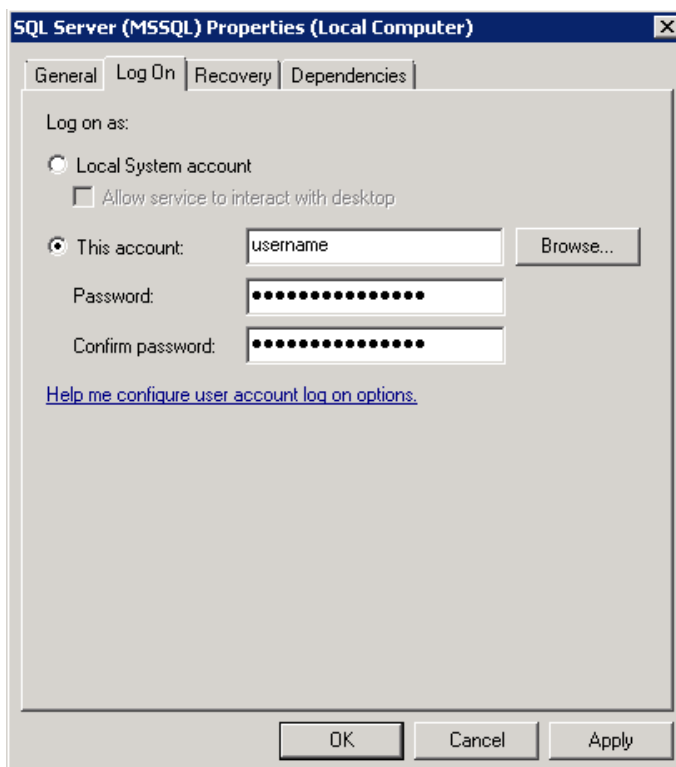 SQL Server (MSSQL) Properties (Local Computer)
General Log On Recovery Dependencies
Log on as:
Local System account
Allow service to interact with desktop
This account: username Browse...
Password: ●●●●●●●●●●●●●●●
Confirm password: ●●●●●●●●●●●●●●●
Help me configure user account log on options.
OK Cancel Apply